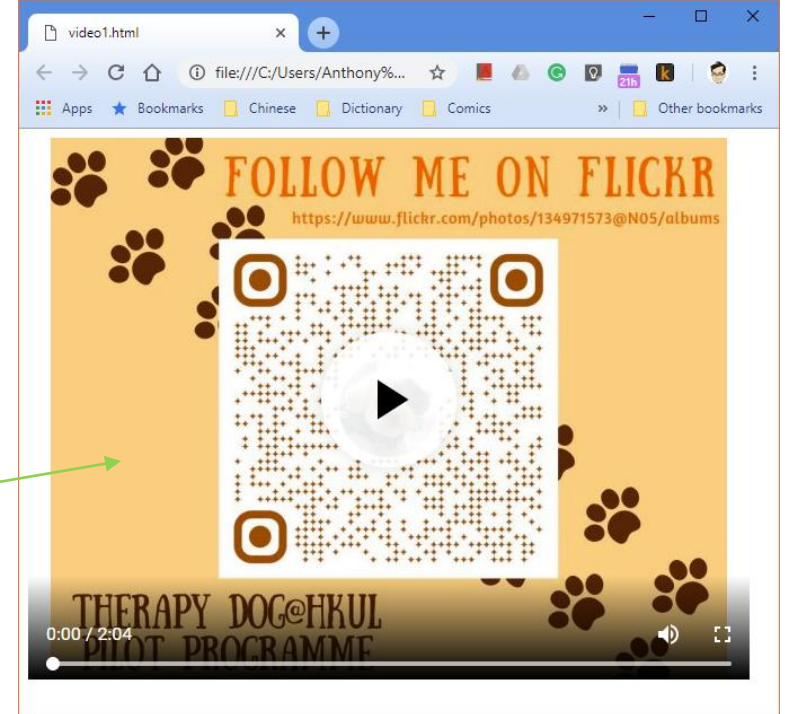 video1.html
file:///C:/Users/Anthony%...
21h
k
Apps Bookmarks Chinese Dictionary Comics » Other bookmarks
FOLLOW ME ON FLICKR
https://www.flickr.com/photos/134971573@N05/albums
THERAPY DOG@HKUL
0:00 / 2:04
PILOT PROGRAMME